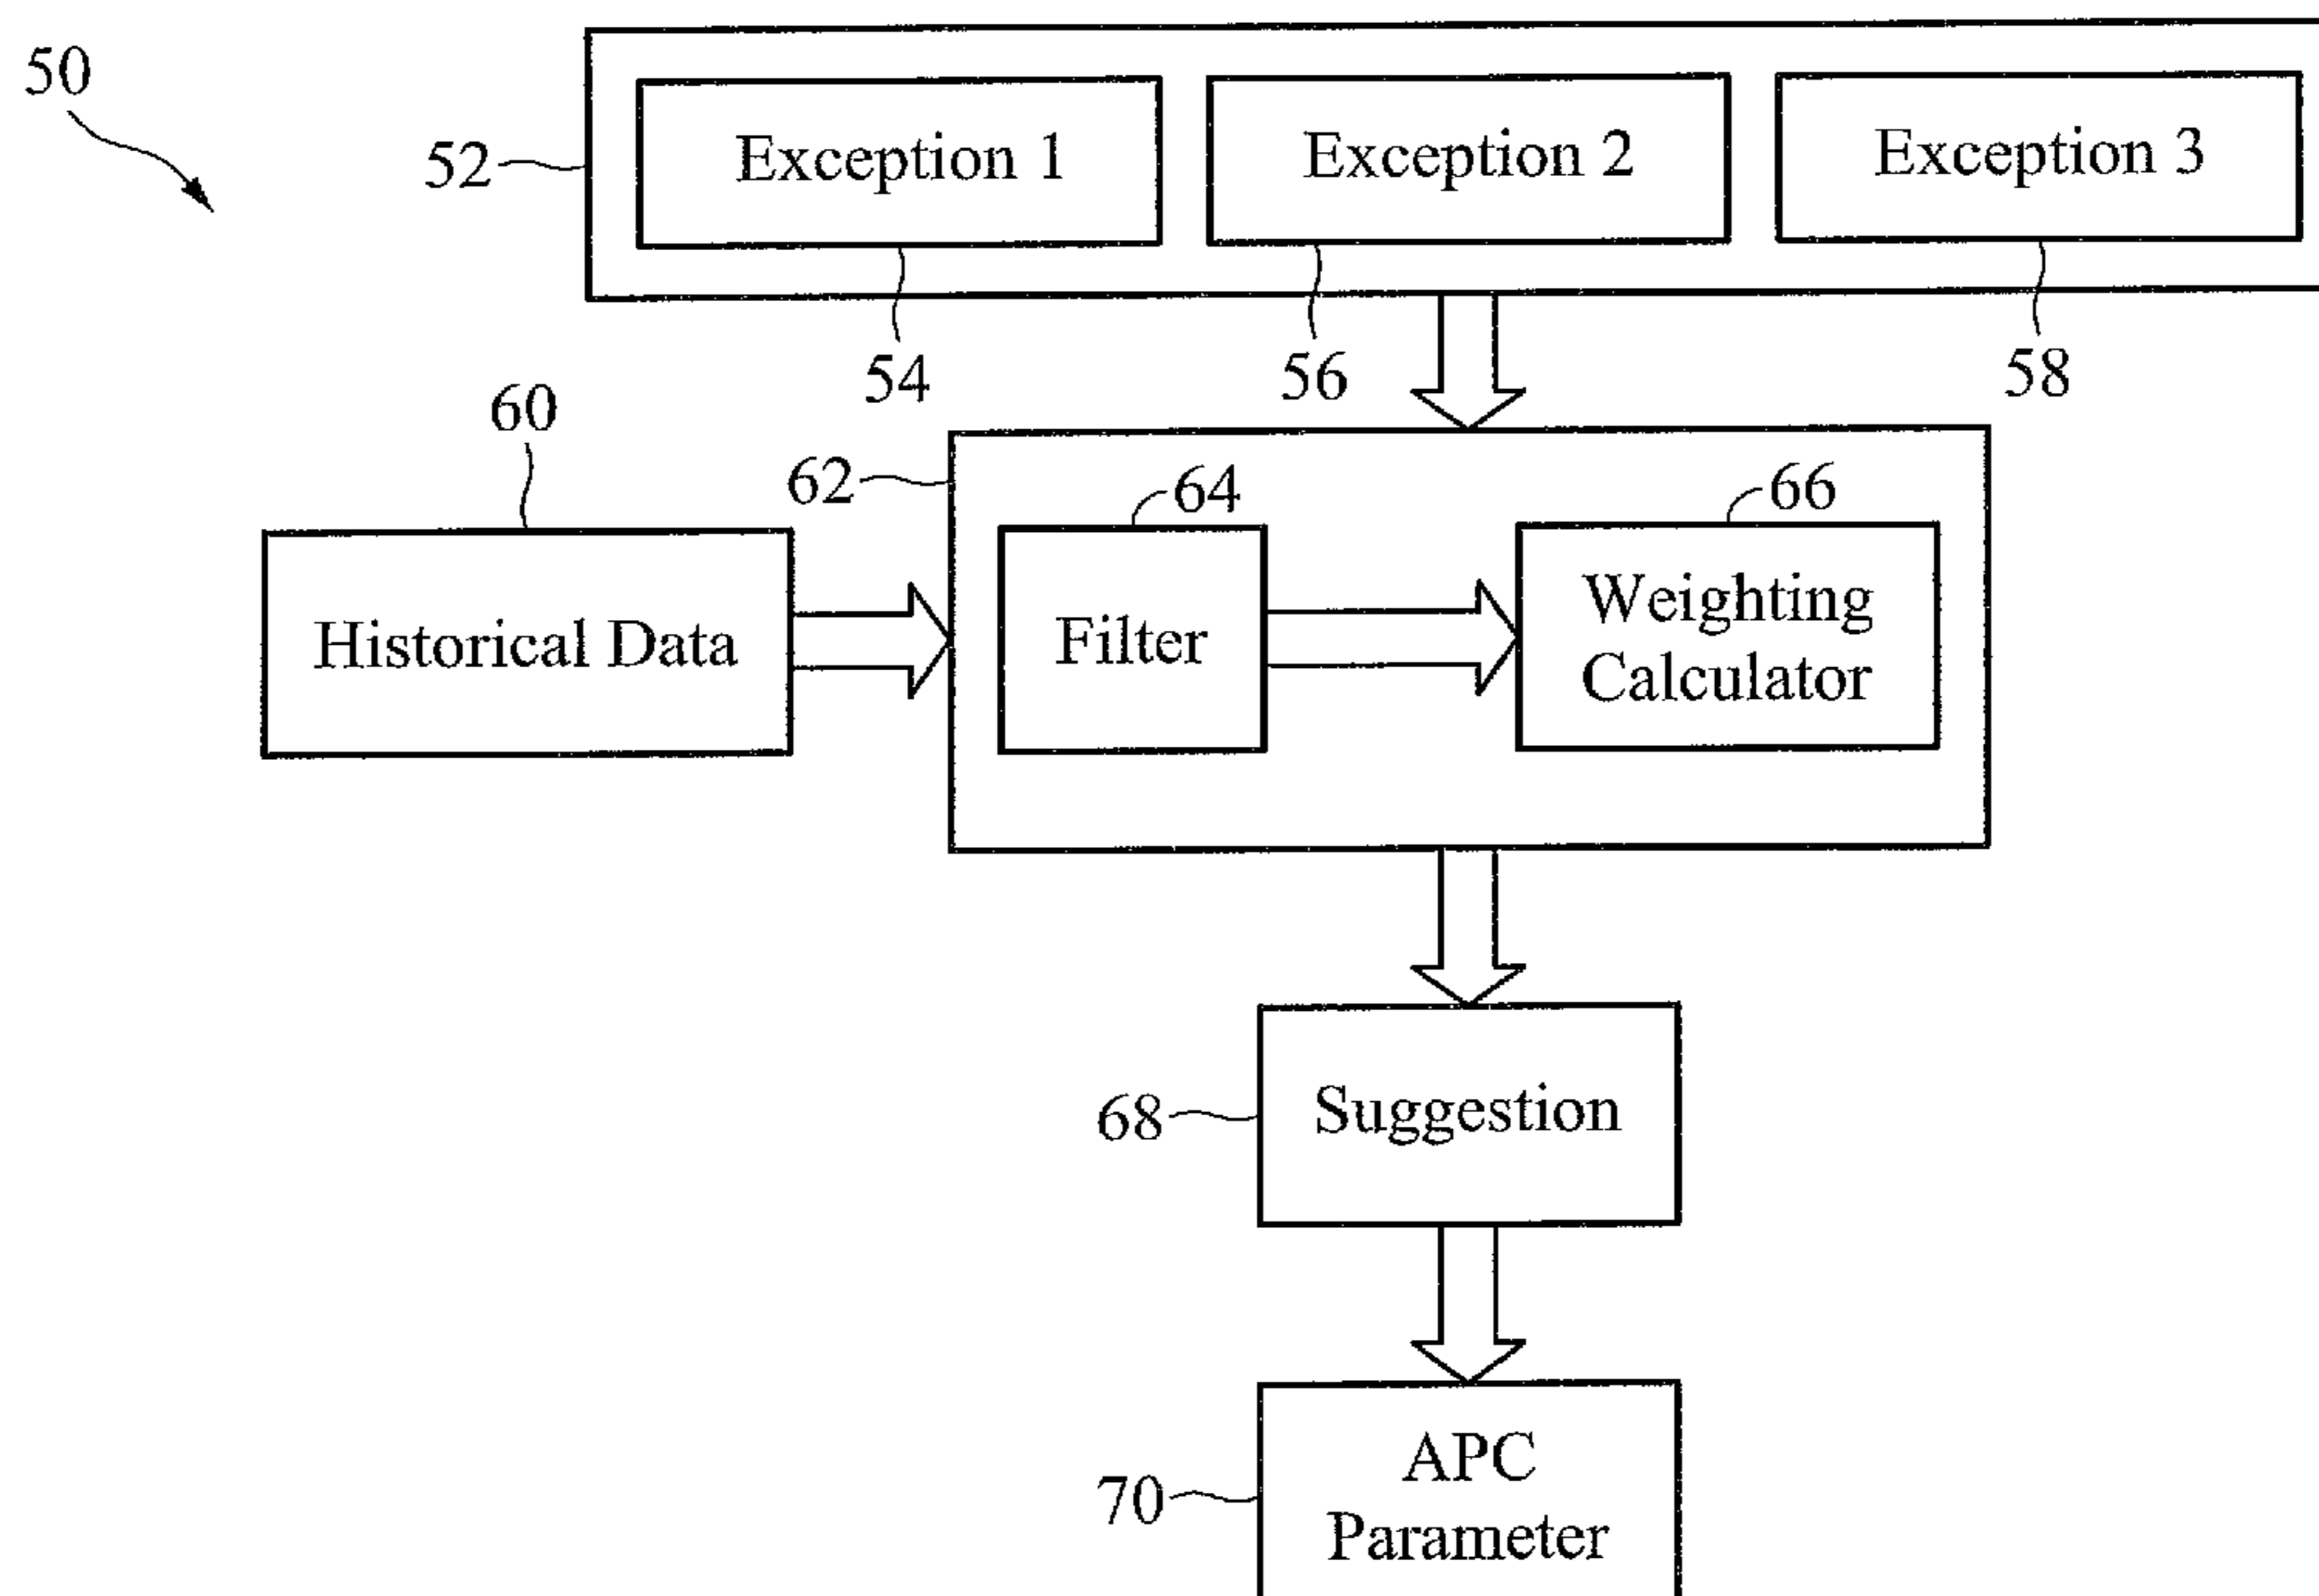 50
52
Exception 1
Exception 2
Exception 3
54
56
58
60
62
64
66
Historical Data
Filter
Weighting
Calculator
68
Suggestion
70
APC
Parameter